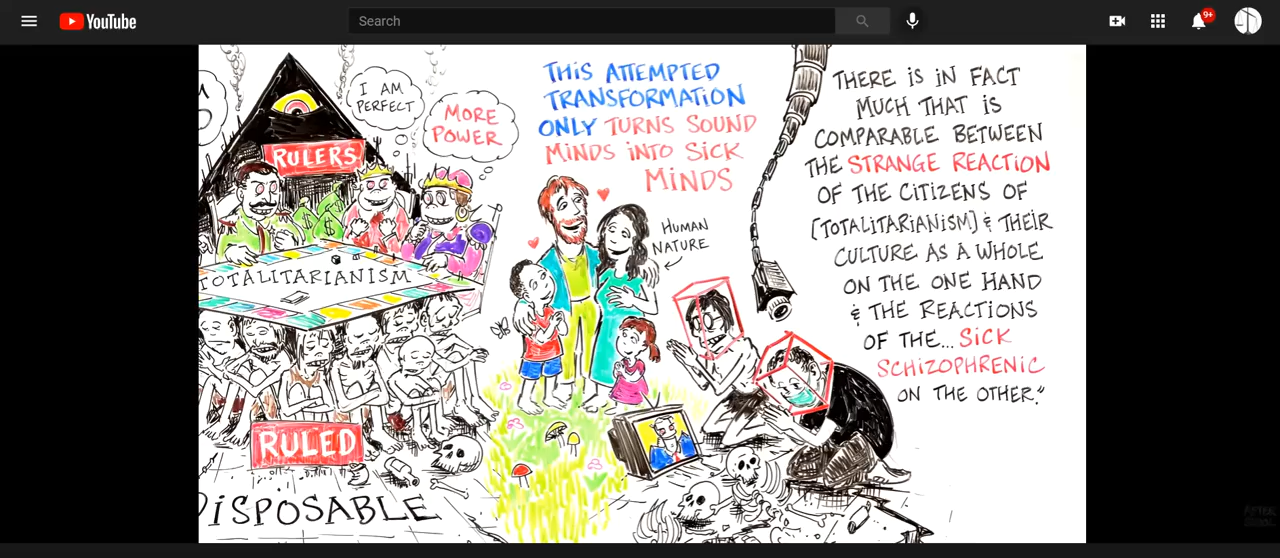 YouTube
Search
9+
I AM
PERFECT
MORE
POWER
RULERS
TOTALITARIANISM
RULED
DISPOSABLE
THIS ATTEMPTED
TRANSFORMATION
ONLY TURNS SOUND
MINDS INTO SICK
MINDS
HUMAN
NATURE
THERE IS IN FACT
MUCH THAT IS
COMPARABLE BETWEEN
THE STRANGE REACTION
OF THE CITIZENS OF
[TOTALITARIANISM] & THEIR
CULTURE AS A WHOLE
ON THE ONE HAND
& THE REACTIONS
OF THE... SICK
SCHIZOPHRENIC
ON THE OTHER."
AFTER
SKOOL